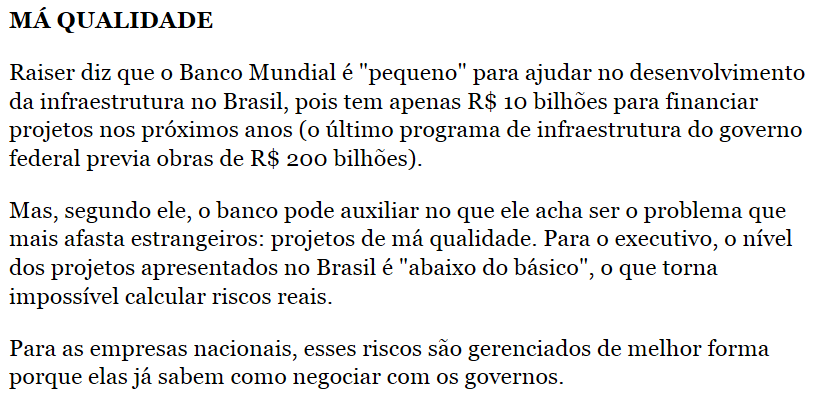 MÁ QUALIDADE
Raiser diz que o Banco Mundial é "pequeno" para ajudar no desenvolvimento
da infraestrutura no Brasil, pois tem apenas R$ 10 bilhões para financiar
projetos nos próximos anos (o último programa de infraestrutura do governo
federal previa obras de R$ 200 bilhões).
Mas, segundo ele, o banco pode auxiliar no que ele acha ser o problema que
mais afasta estrangeiros: projetos de má qualidade. Para o executivo, o nível
dos projetos apresentados no Brasil é "abaixo do básico", o que torna
impossível calcular riscos reais.
Para as empresas nacionais, esses riscos são gerenciados de melhor forma
porque elas já sabem como negociar com os governos.